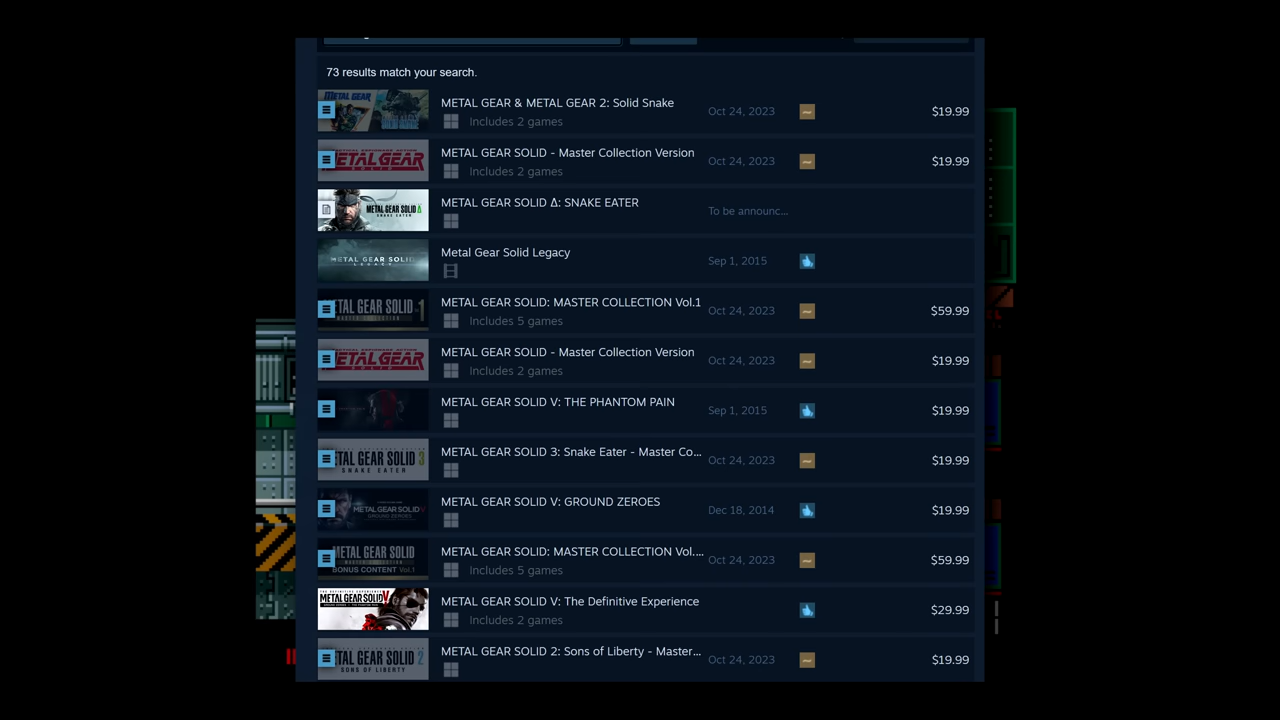 73 results match your search.
METAL GEAR & METAL GEAR 2: Solid Snake
Includes 2 games
Oct 24, 2023
$19.99
METAL GEAR SOLID - Master Collection Version
Includes 2 games
Oct 24, 2023
$19.99
METAL GEAR SOLID Δ: SNAKE EATER
To be announc...
Metal Gear Solid Legacy
Sep 1, 2015
METAL GEAR SOLID: MASTER COLLECTION Vol.1
Includes 5 games
Oct 24, 2023
$59.99
METAL GEAR SOLID - Master Collection Version
Includes 2 games
Oct 24, 2023
$19.99
METAL GEAR SOLID V: THE PHANTOM PAIN
Sep 1, 2015
$19.99
METAL GEAR SOLID 3: Snake Eater - Master Co...
Oct 24, 2023
$19.99
METAL GEAR SOLID V: GROUND ZEROES
Dec 18, 2014
$19.99
METAL GEAR SOLID: MASTER COLLECTION Vol....
Includes 5 games
Oct 24, 2023
$59.99
METAL GEAR SOLID V: The Definitive Experience
Includes 2 games
$29.99
METAL GEAR SOLID 2: Sons of Liberty - Master...
Oct 24, 2023
$19.99